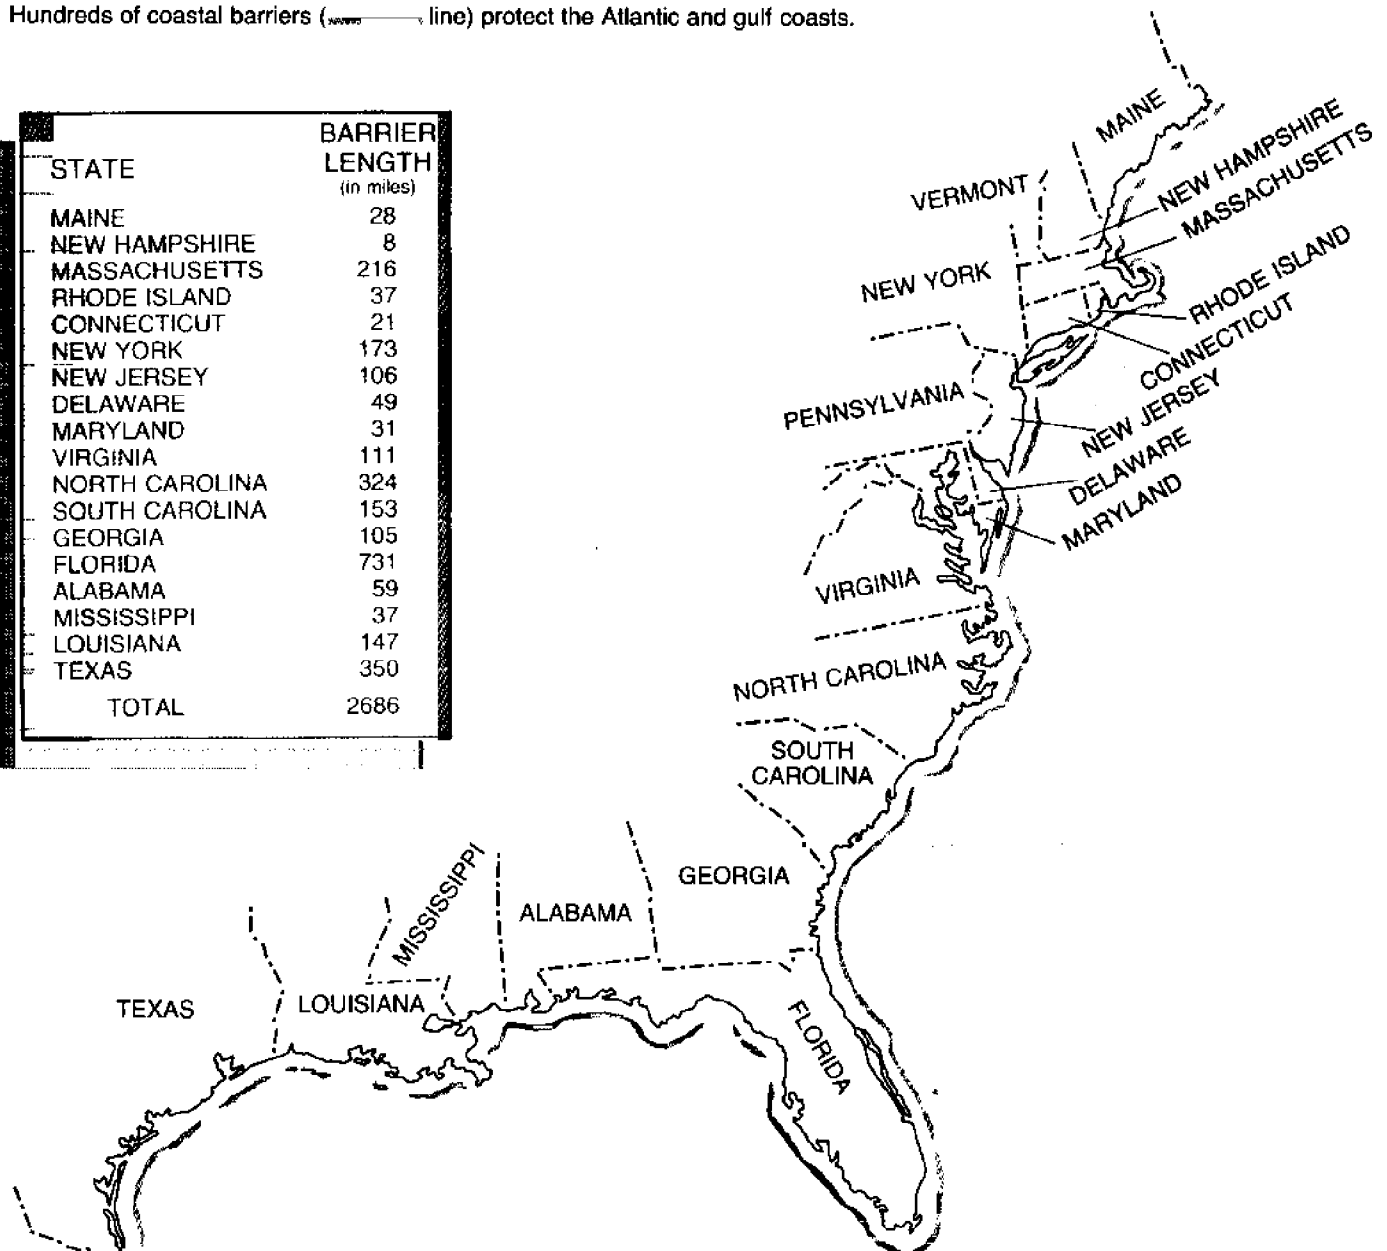 Hundreds of coastal barriers ( line) protect the Atlantic and gulf coasts.
BARRIER
STATE LENGTH
(in miles)
MAINE 28
NEW HAMPSHIRE 8
MASSACHUSETTS 216
RHODE ISLAND 37
CONNECTICUT 21
NEW YORK 173
NEW JERSEY 106
DELAWARE 49
MARYLAND 31
VIRGINIA 111
NORTH CAROLINA 324
SOUTH CAROLINA 153
GEORGIA 105
FLORIDA 731
ALABAMA 59
MISSISSIPPI 37
LOUISIANA 147
TEXAS 350
TOTAL 2686
MAINE
NEW HAMPSHIRE
MASSACHUSETTS
VERMONT
NEW YORK
RHODE ISLAND
CONNECTICUT
PENNSYLVANIA
NEW JERSEY
DELAWARE
MARYLAND
VIRGINIA
NORTH CAROLINA
SOUTH
CAROLINA
GEORGIA
MISSISSIPPI
ALABAMA
TEXAS
LOUISIANA
FLORIDA